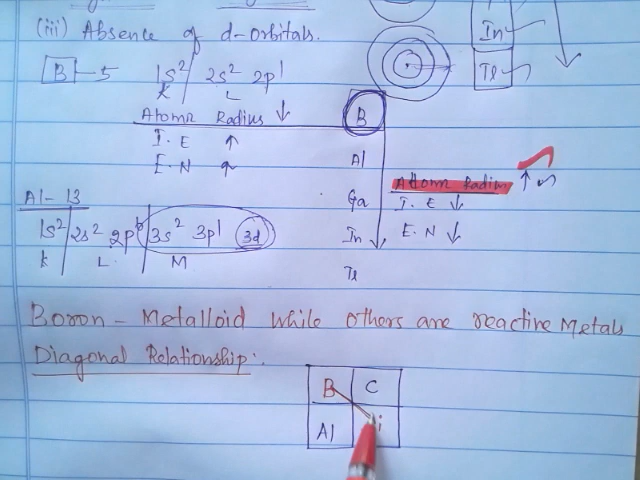 (iii) Absence of d-orbitals.
In
B - 5 1s² 2s² 2p¹
Tl
K L
Atomic Radius ↓
B
I. E ↑
E. N ↑
Al
Atomic Radius ↑
Al - 13
Ga
I. E ↓
1s² 2s² 2p⁶ 3s² 3p¹ 3d
In
E. N ↓
K L M
Tl
Boron - Metalloid while others are reactive Metals
Diagonal Relationship:
B C
Al i